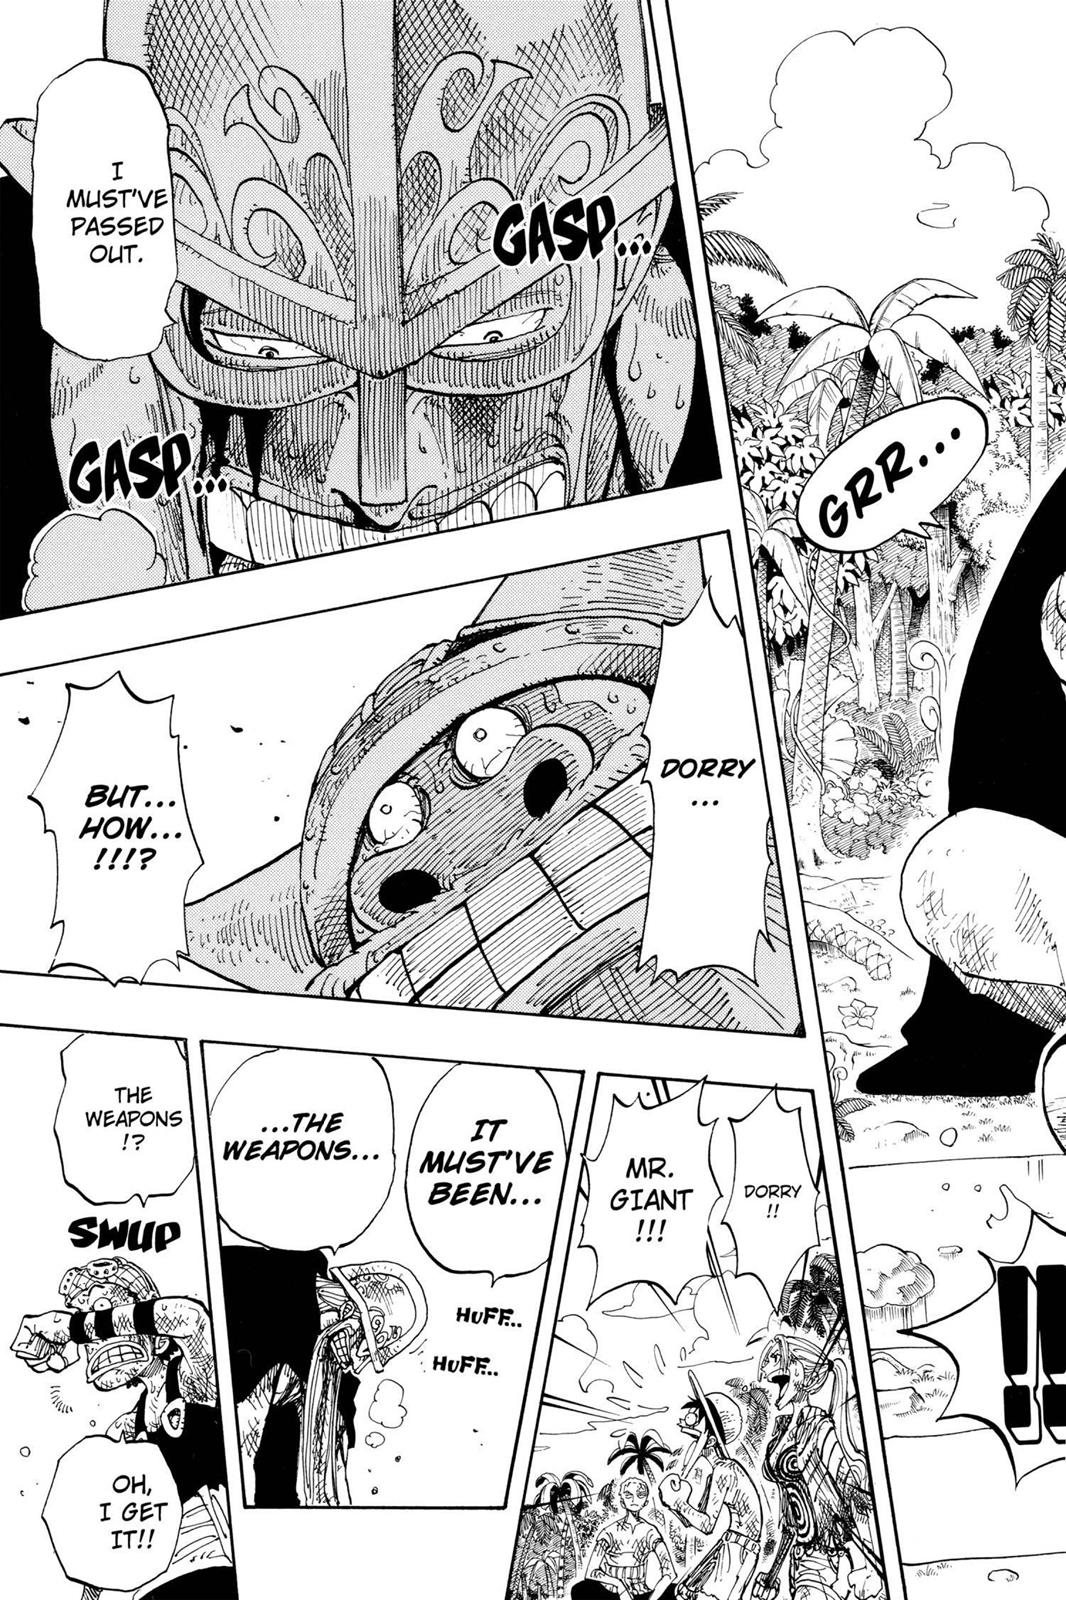 GRR...
GASP...
I
MUST'VE
PASSED
OUT.
GASP...
DORRY
...
BUT...
HOW...
!!!?
DORRY
!!
MR.
GIANT
!!!
IT
MUST'VE
BEEN...
...THE
WEAPONS...
HUFF...
HUFF...
THE
WEAPONS
!?
SWUP
OH,
I GET
IT!!
!!